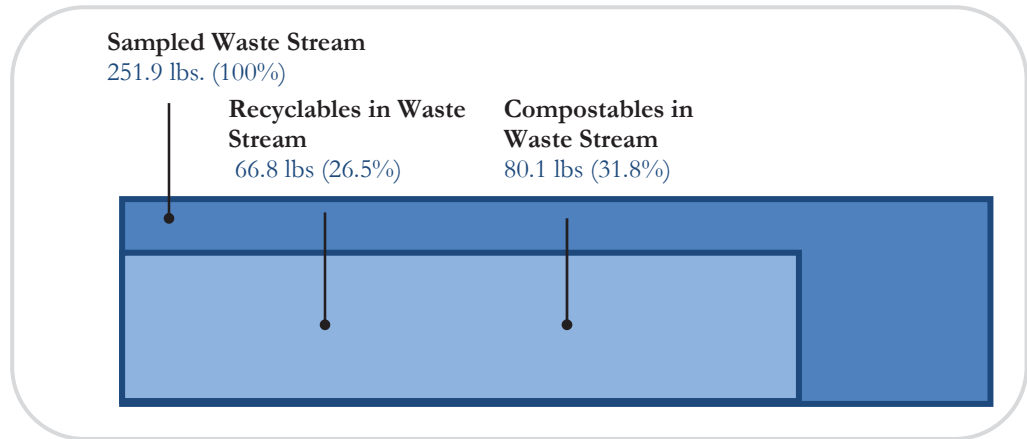 Sampled Waste Stream
251.9 lbs. (100%)
Recyclables in Waste
Stream
66.8 lbs (26.5%)
Compostables in
Waste Stream
80.1 lbs (31.8%)